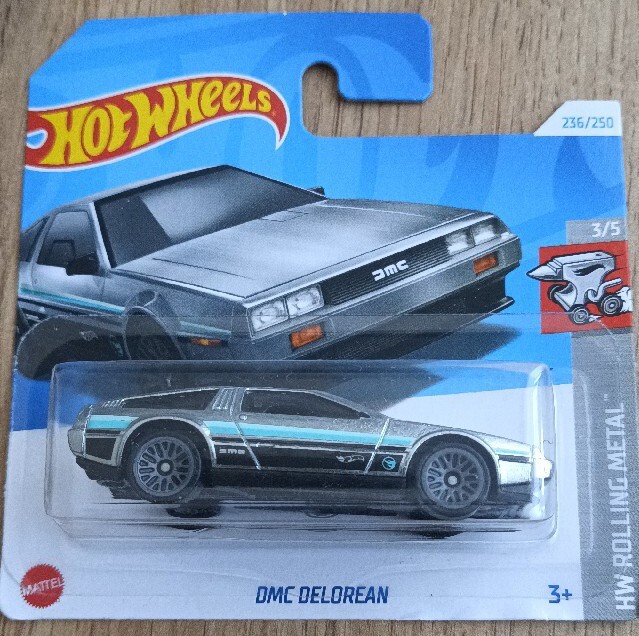 HOT WHEELS
236/250
3/5
DMC
DMC
HW ROLLING METAL™
MATTEL
DMC DELOREAN
3+